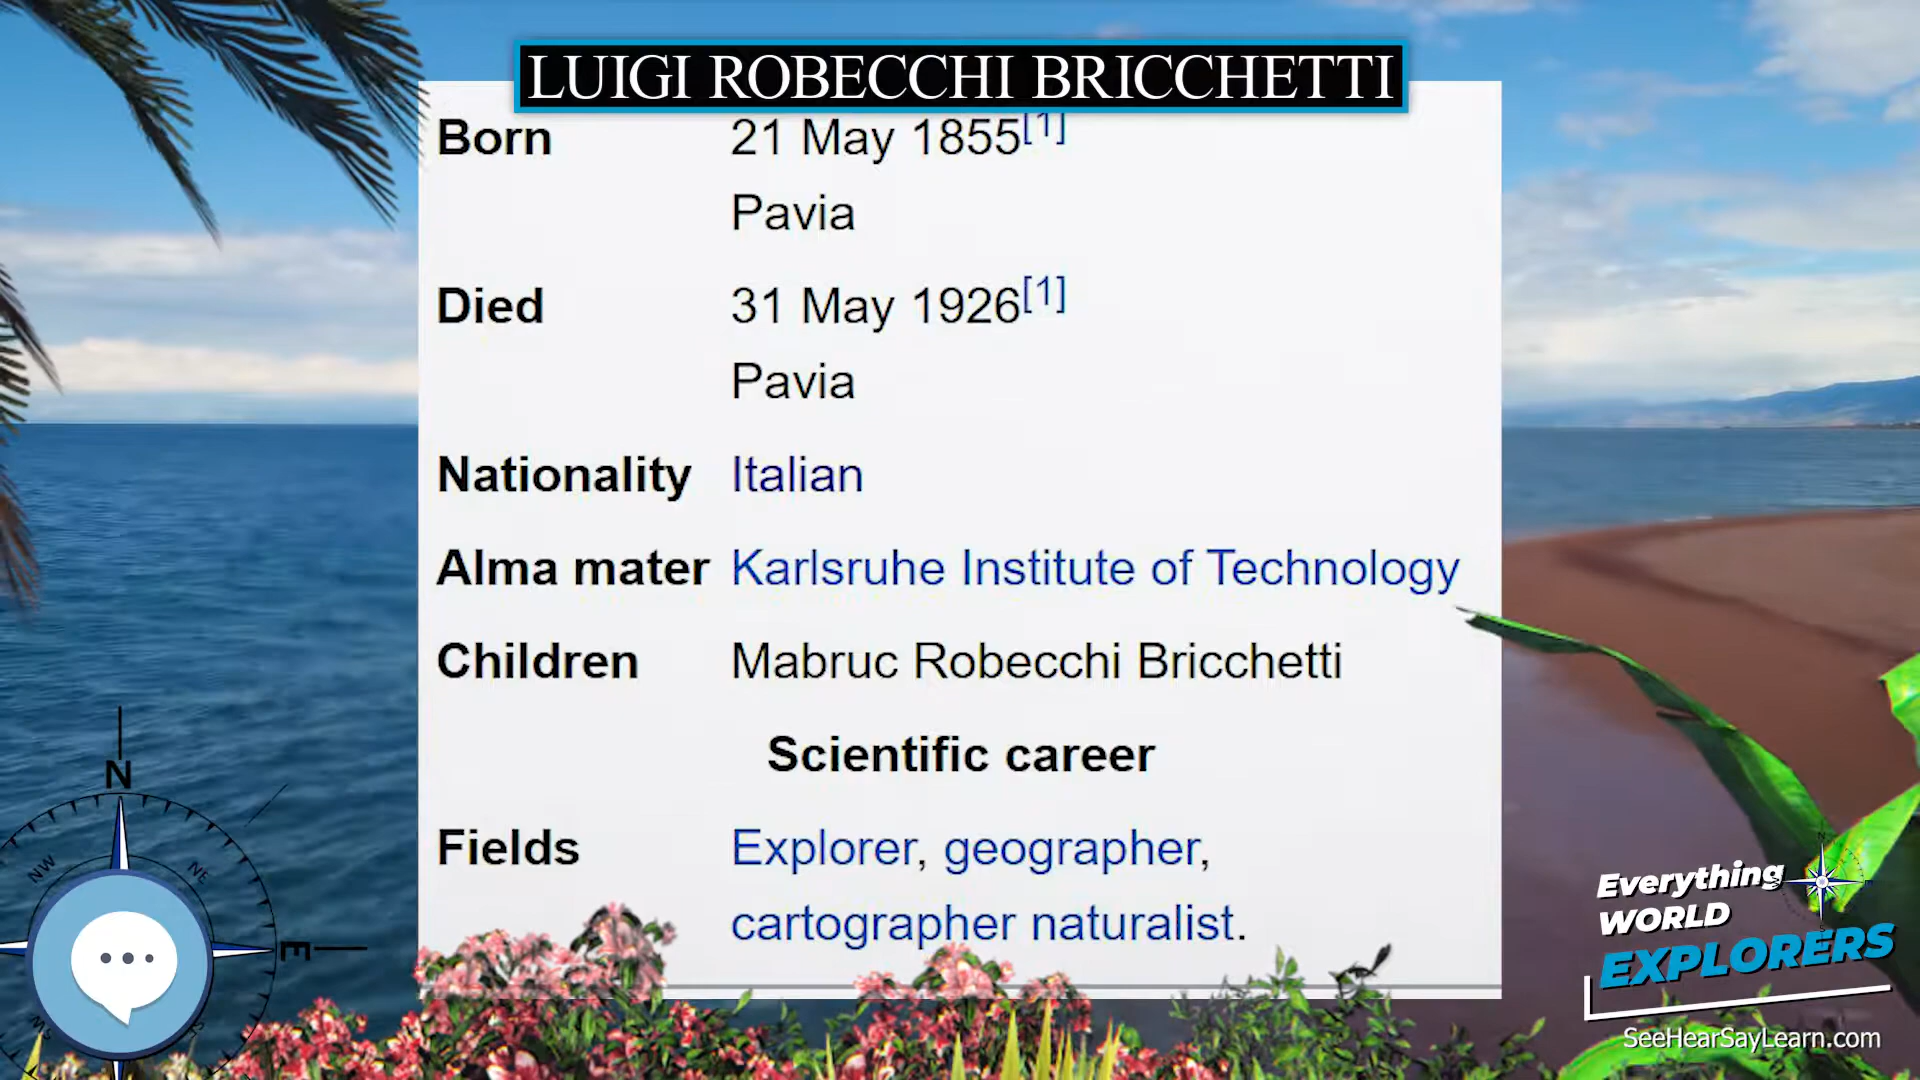 LUIGI ROBECCHI BRICCHETTI
Born 21 May 1855[1]
Pavia
Died 31 May 1926[1]
Pavia
Nationality Italian
Alma mater Karlsruhe Institute of Technology
Children Mabruc Robecchi Bricchetti
Scientific career
Fields Explorer, geographer,
cartographer naturalist.
N
NW NE
E
Everything
WORLD
EXPLORERS
SeeHearSayLearn.com